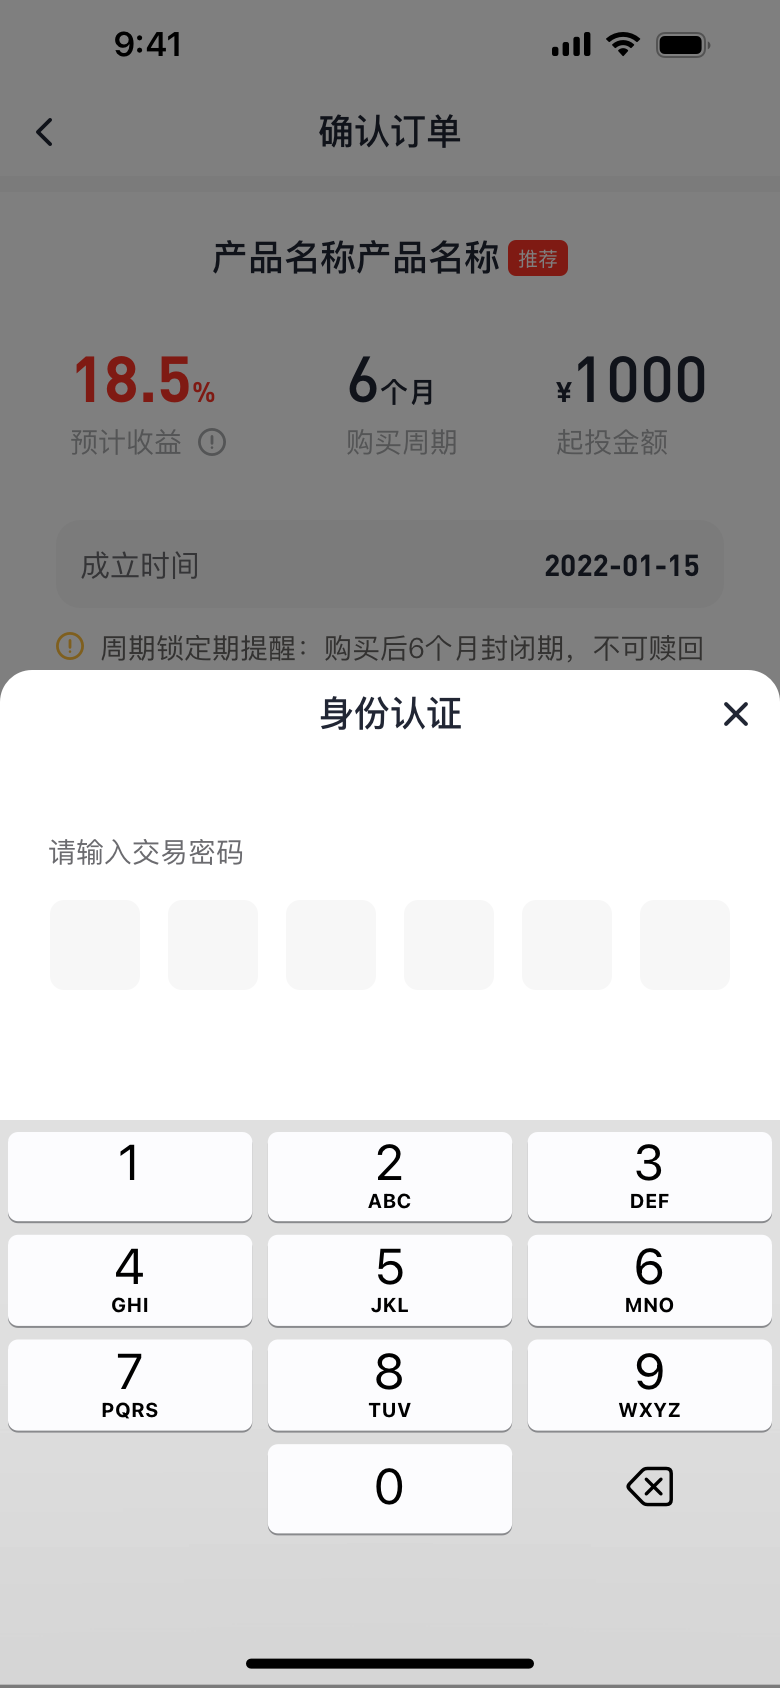 9:41
确认订单
产品名称产品名称 推荐
18.5% 6个月 ¥1000
预计收益 购买周期 起投金额
成立时间 2022-01-15
周期锁定期提醒：购买后6个月封闭期，不可赎回
身份认证
请输入交易密码
1 2 3
ABC DEF
4 5 6
GHI JKL MNO
7 8 9
PQRS TUV WXYZ
0